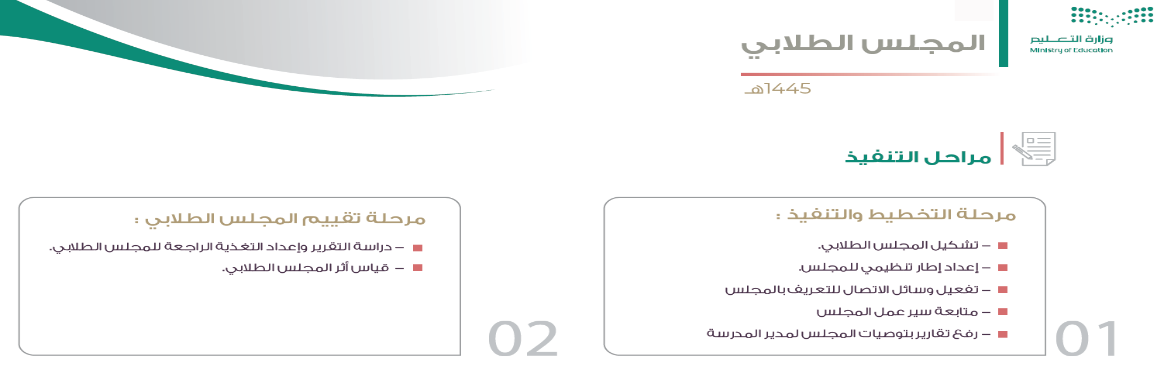 وزارة التعليم
Ministry of Education
المجلس الطلابي
1445هـ
مراحل التنفيذ
01
مرحلة التخطيط والتنفيذ :
– تشكيل المجلس الطلابي.
– إعداد إطار تنظيمي للمجلس.
– تفعيل وسائل الاتصال للتعريف بالمجلس
– متابعة سير عمل المجلس
– رفع تقارير بتوصيات المجلس لمدير المدرسة
02
مرحلة تقييم المجلس الطلابي :
– دراسة التقرير وإعداد التغذية الراجعة للمجلس الطلابي.
– قياس أثر المجلس الطلابي.